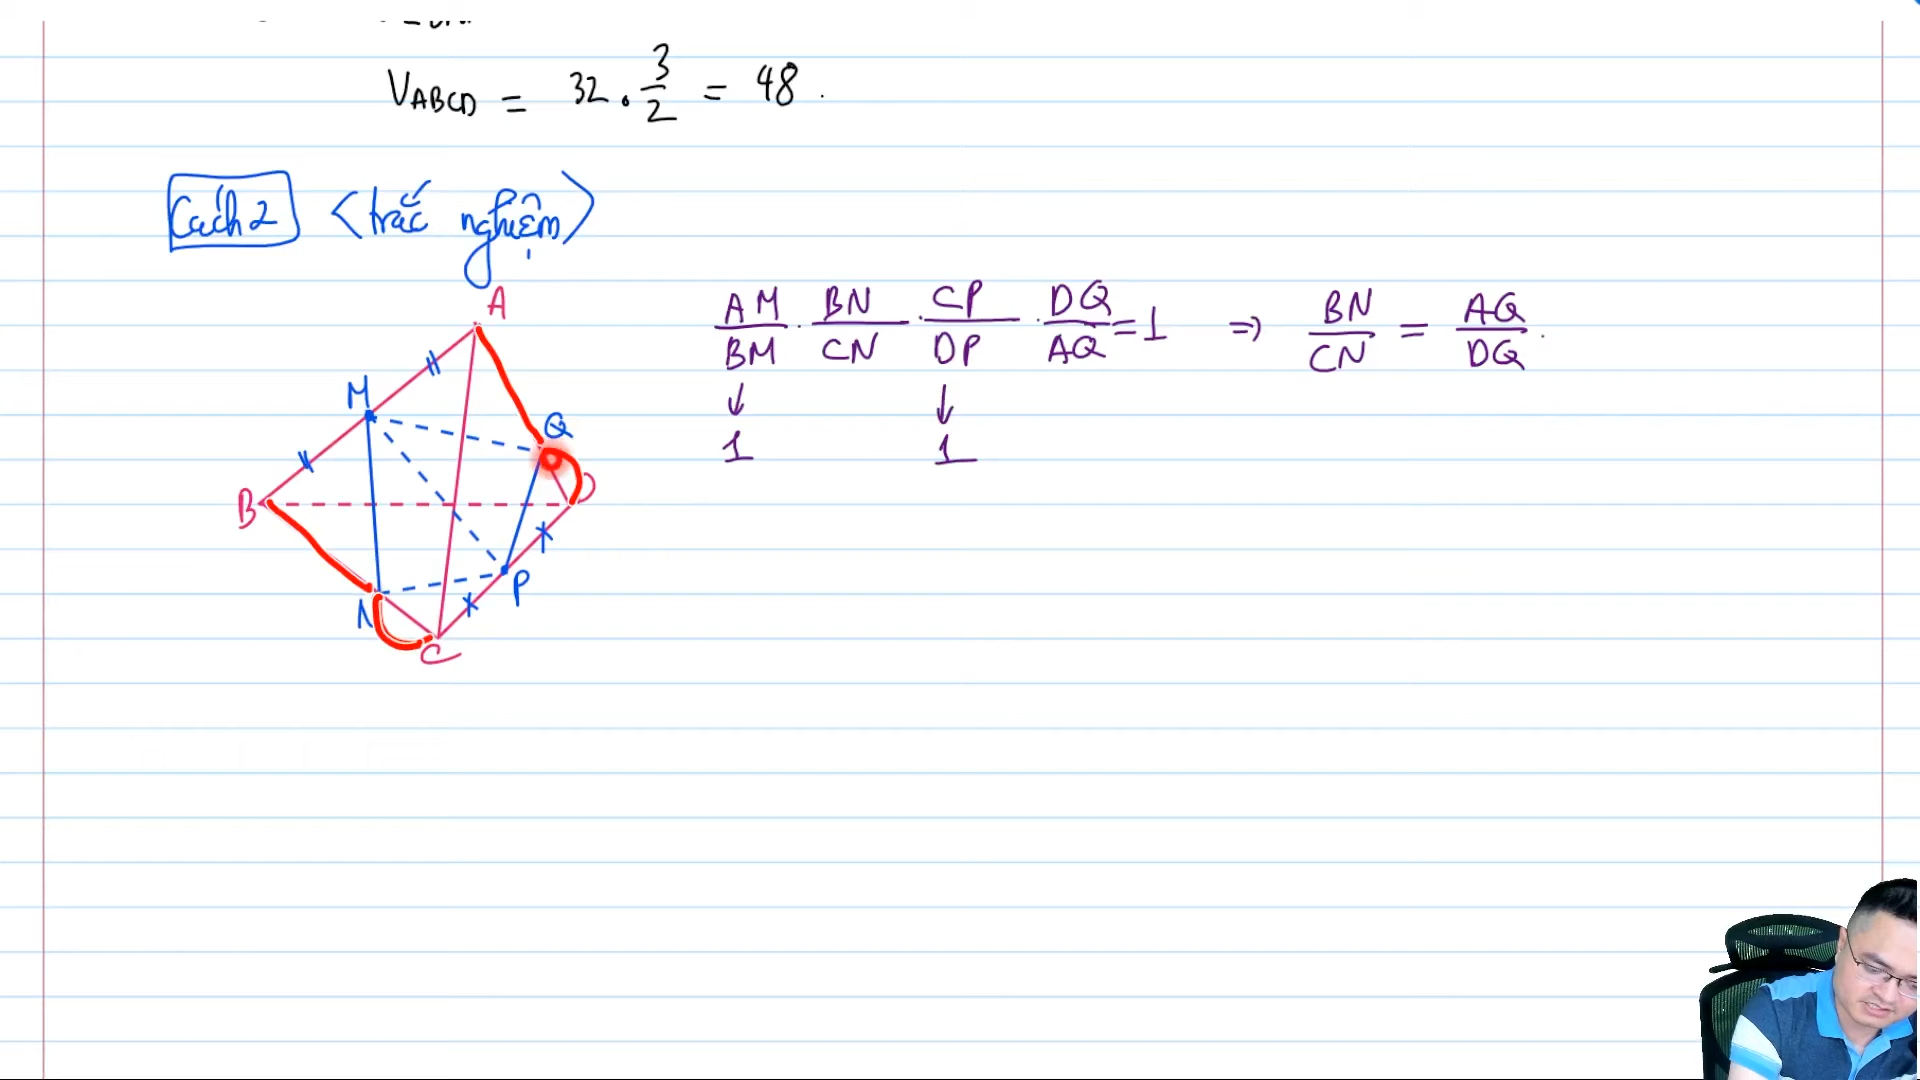 V_ABCD = 32 . 3/2 = 48 .
Cách 2 <trắc nghiệm>
AM/BM . BN/CN . CP/DP . DQ/AQ = 1 => BN/CN = AQ/DQ .
↓ ↓
1 1
A
M
Q
B
D
P
N
C